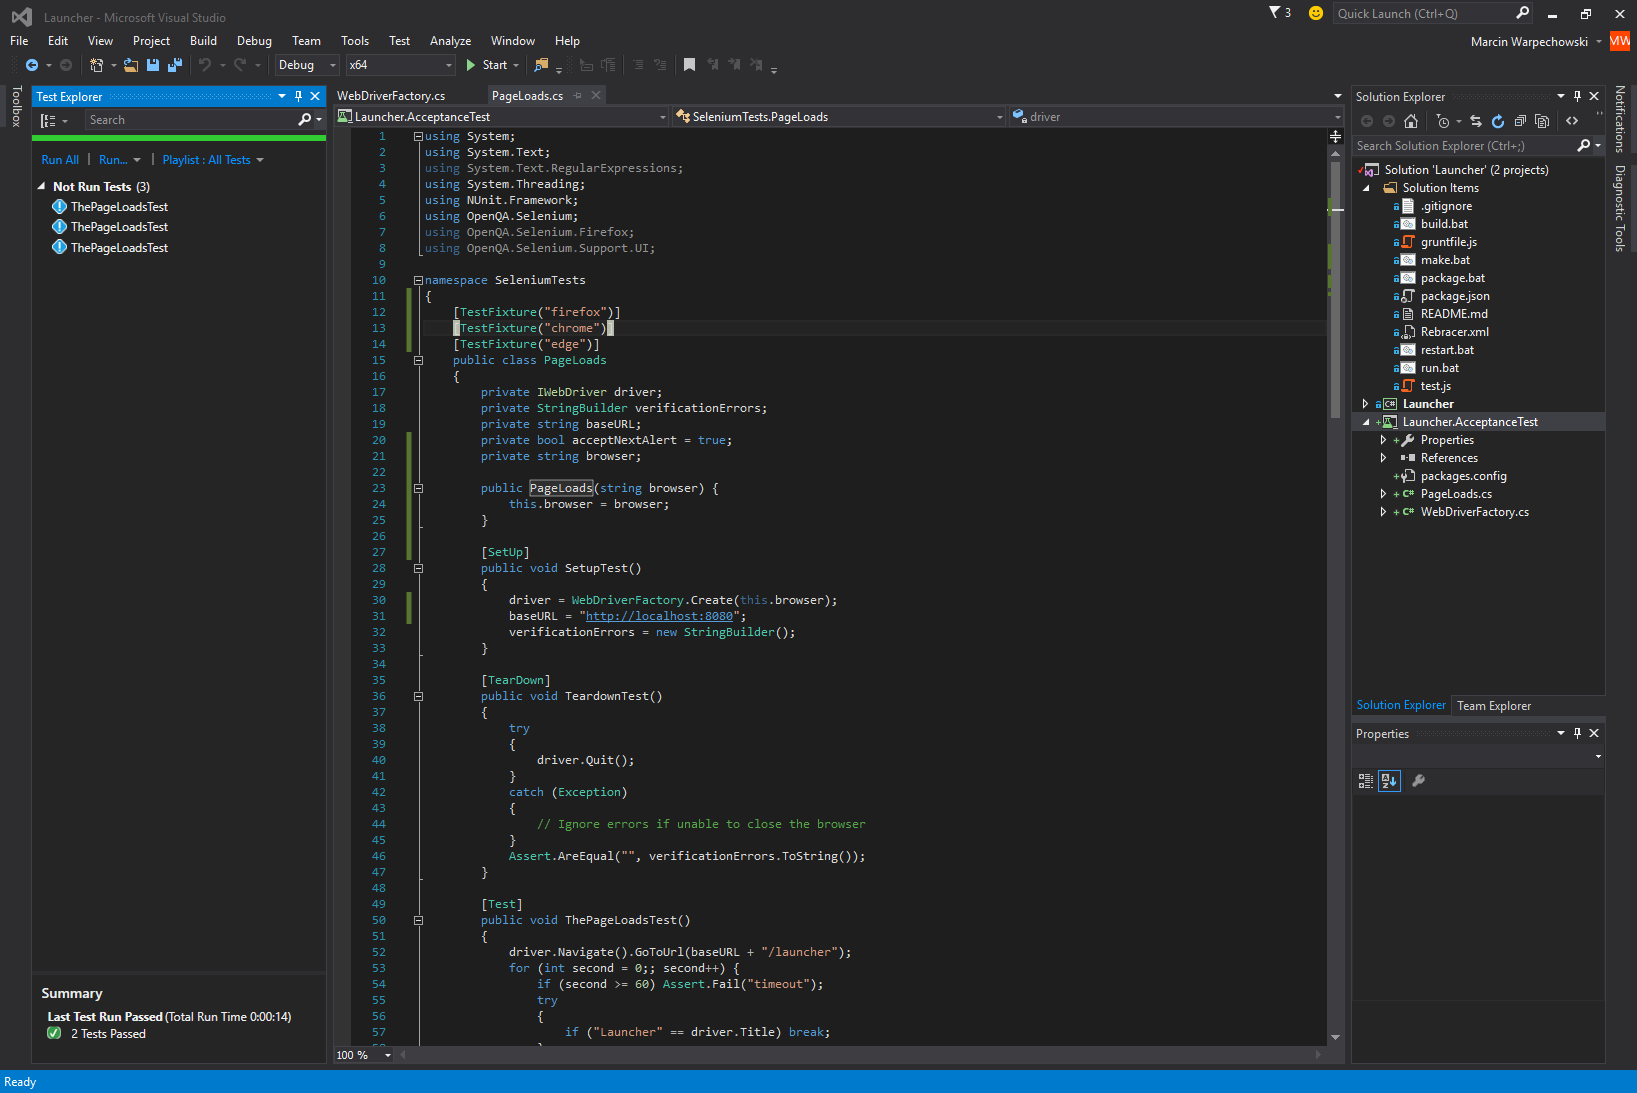 Launcher - Microsoft Visual Studio
3
Quick Launch (Ctrl+Q)
File Edit View Project Build Debug Team Tools Test Analyze Window Help
Marcin Warpechowski MW
Debug x64 Start
Toolbox
Test Explorer
Search
Run All | Run... | Playlist : All Tests
Not Run Tests (3)
ThePageLoadsTest
ThePageLoadsTest
ThePageLoadsTest
Summary
Last Test Run Passed (Total Run Time 0:00:14)
2 Tests Passed
WebDriverFactory.cs PageLoads.cs
Launcher.AcceptanceTest SeleniumTests.PageLoads driver
1 using System;
2 using System.Text;
3 using System.Text.RegularExpressions;
4 using System.Threading;
5 using NUnit.Framework;
6 using OpenQA.Selenium;
7 using OpenQA.Selenium.Firefox;
8 using OpenQA.Selenium.Support.UI;
9
10 namespace SeleniumTests
11 {
12 [TestFixture("firefox")]
13 [TestFixture("chrome")]
14 [TestFixture("edge")]
15 public class PageLoads
16 {
17 private IWebDriver driver;
18 private StringBuilder verificationErrors;
19 private string baseURL;
20 private bool acceptNextAlert = true;
21 private string browser;
22
23 public PageLoads(string browser) {
24 this.browser = browser;
25 }
26
27 [SetUp]
28 public void SetupTest()
29 {
30 driver = WebDriverFactory.Create(this.browser);
31 baseURL = "http://localhost:8080";
32 verificationErrors = new StringBuilder();
33 }
34
35 [TearDown]
36 public void TeardownTest()
37 {
38 try
39 {
40 driver.Quit();
41 }
42 catch (Exception)
43 {
44 // Ignore errors if unable to close the browser
45 }
46 Assert.AreEqual("", verificationErrors.ToString());
47 }
48
49 [Test]
50 public void ThePageLoadsTest()
51 {
52 driver.Navigate().GoToUrl(baseURL + "/launcher");
53 for (int second = 0;; second++) {
54 if (second >= 60) Assert.Fail("timeout");
55 try
56 {
57 if ("Launcher" == driver.Title) break;
100 %
Solution Explorer
Search Solution Explorer (Ctrl+;)
Solution 'Launcher' (2 projects)
Solution Items
.gitignore
build.bat
gruntfile.js
make.bat
package.bat
package.json
README.md
Rebracer.xml
restart.bat
run.bat
test.js
C# Launcher
Launcher.AcceptanceTest
Properties
References
packages.config
C# PageLoads.cs
C# WebDriverFactory.cs
Solution Explorer Team Explorer
Properties
Notifications
Diagnostic Tools
Ready